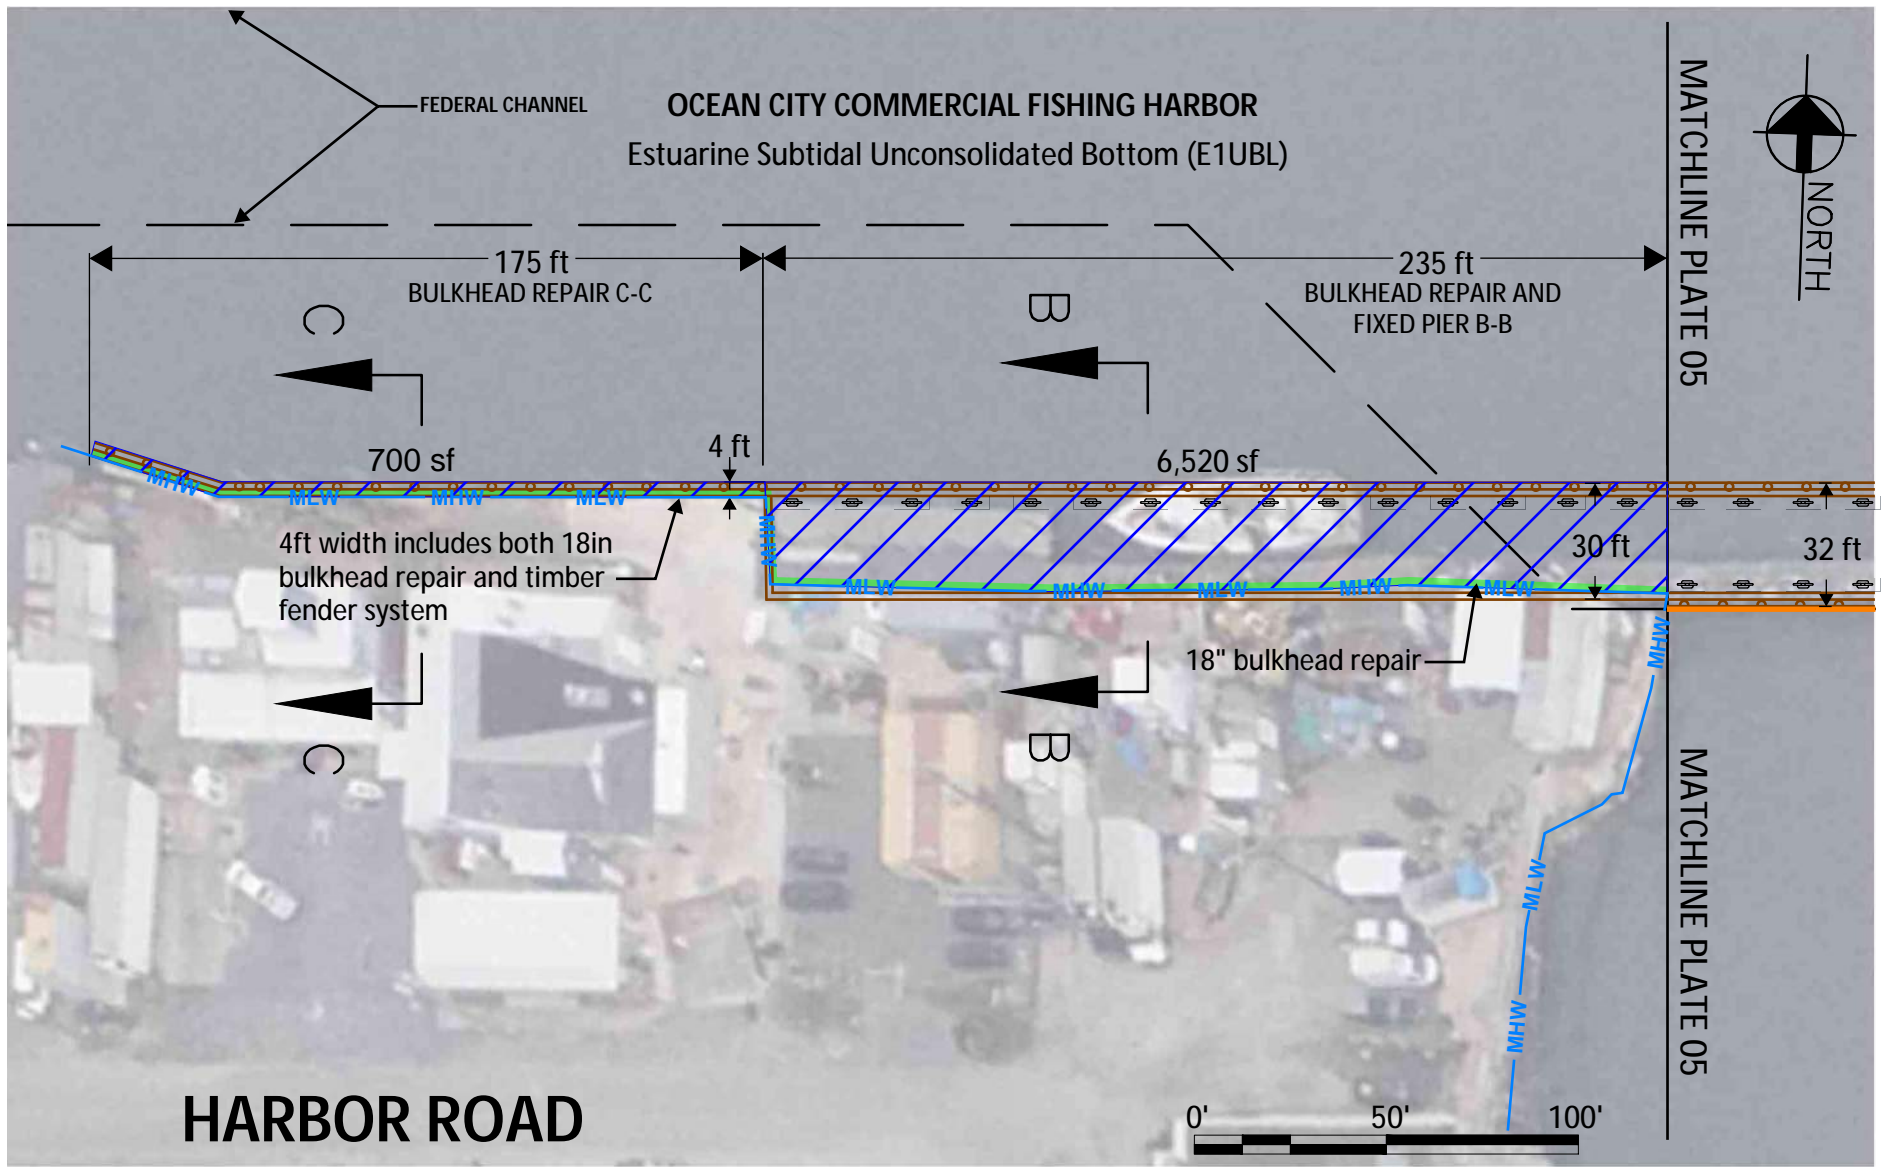 FEDERAL CHANNEL
OCEAN CITY COMMERCIAL FISHING HARBOR
Estuarine Subtidal Unconsolidated Bottom (E1UBL)
MATCHLINE PLATE 05
NORTH
175 ft
BULKHEAD REPAIR C-C
235 ft
BULKHEAD REPAIR AND
FIXED PIER B-B
C
B
700 sf
4 ft
6,520 sf
MHW
MLW
MHW
MLW
MHW
30 ft
32 ft
4ft width includes both 18in
bulkhead repair and timber
fender system
MLW
MHW
MLW
MHW
MLW
MHW
18" bulkhead repair
C
B
MATCHLINE PLATE 05
MLW
MHW
HARBOR ROAD
0' 50' 100'